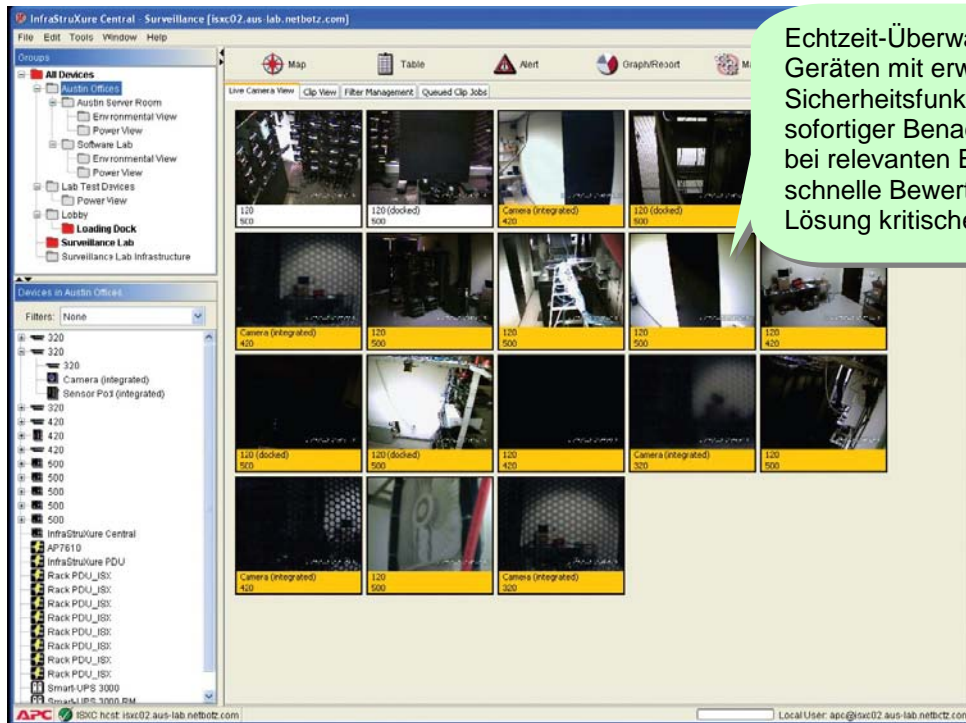 InfraStruXure Central - Surveillance [isxc02.aus-lab.netbotz.com]
File Edit Tools Window Help
Groups
All Devices
Austin Offices
Austin Server Room
Environmental View
Power View
Software Lab
Environmental View
Power View
Lab Test Devices
Power View
Lobby
Loading Dock
Surveillance Lab
Surveillance Lab Infrastructure
Devices in Austin Offices
Filters: None
320
320
320
Camera (integrated)
Sensor Pod (integrated)
320
420
420
420
500
500
500
500
500
InfraStruXure Central
AP7610
InfraStruXure PDU
Rack PDU_ISX
Rack PDU_ISX
Rack PDU_ISX
Rack PDU_ISX
Rack PDU_ISX
Rack PDU_ISX
Rack PDU_ISX
Rack PDU_ISX
Smart-UPS 3000
Smart-UPS 3000 RM
Map Table Alert Graph/Report
Live Camera View Clip View Filter Management Queued Clip Jobs
120 120 (docked) Camera (integrated) 120 (docked)
500 500 420 500
Camera (integrated) 120 120 120 120
420 500 500 500 420
120 (docked) 120 (docked) 120 Camera (integrated) 120
500 500 420 320 500
Camera (integrated) 120 Camera (integrated)
420 500 320
Echtzeit-Überwa
Geräten mit erw
Sicherheitsfunk
sofortiger Bena
bei relevanten E
schnelle Bewer
Lösung kritische
APC ISXC host: isxc02.aus-lab.netbotz.com
Local User: apc@isxc02.aus-lab.netbotz.com